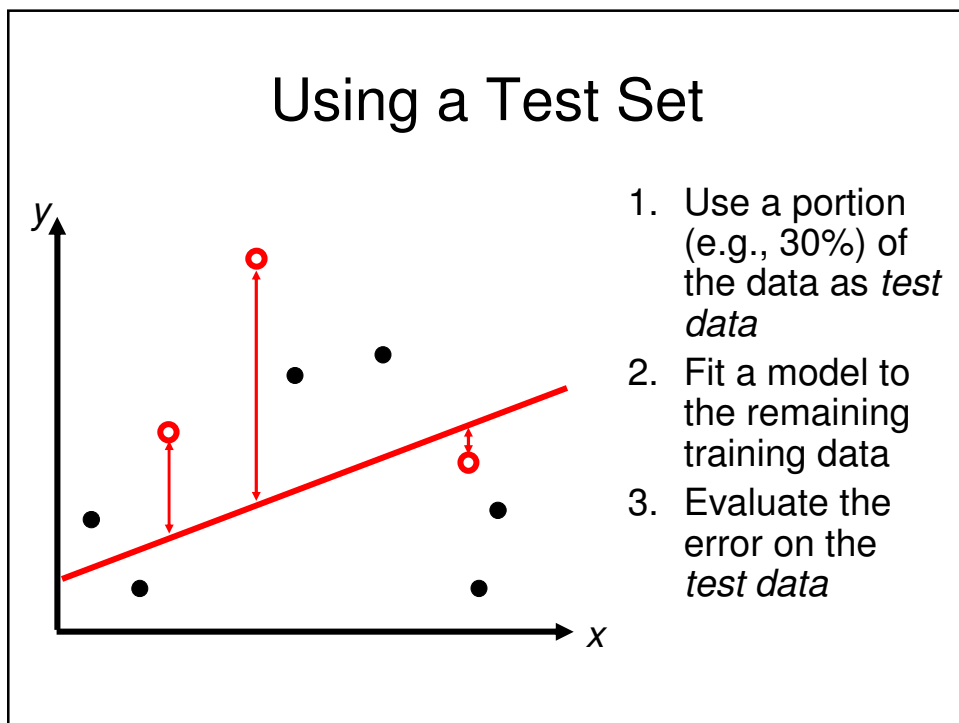 Using a Test Set
y
x
1. Use a portion
(e.g., 30%) of
the data as test
data
2. Fit a model to
the remaining
training data
3. Evaluate the
error on the
test data